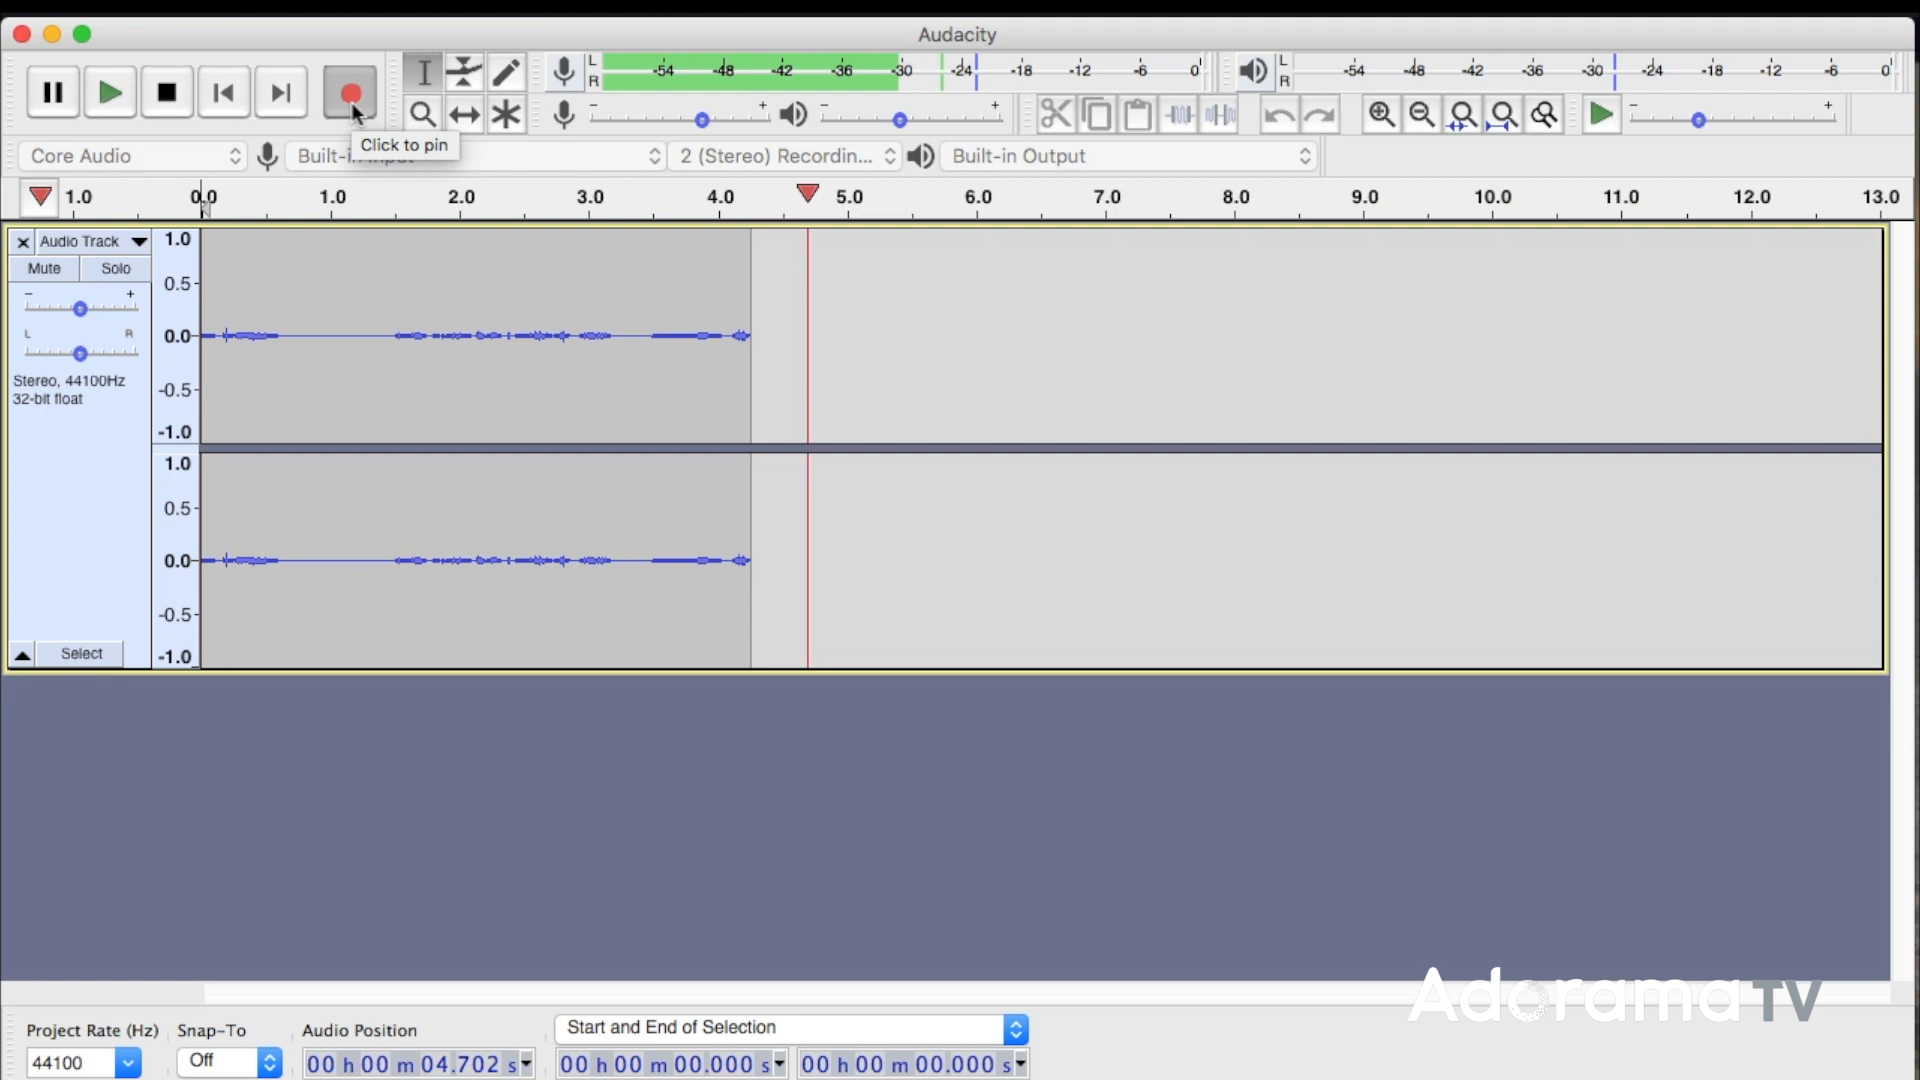 Audacity
L
R
-54 -48 -42 -36 -30 -24 -18 -12 -6 0
L
R
-54 -48 -42 -36 -30 -24 -18 -12 -6 0
- +
- +
- +
Click to pin
Core Audio
2 (Stereo) Recordin...
Built-in Output
1.0 0.0 1.0 2.0 3.0 4.0 5.0 6.0 7.0 8.0 9.0 10.0 11.0 12.0 13.0
Audio Track
Mute Solo
- +
L R
Stereo, 44100Hz
32-bit float
Select
1.0
0.5
0.0
-0.5
-1.0
1.0
0.5
0.0
-0.5
-1.0
Adorama TV
Project Rate (Hz) Snap-To Audio Position Start and End of Selection
44100 Off 00 h 00 m 04.702 s 00 h 00 m 00.000 s 00 h 00 m 00.000 s